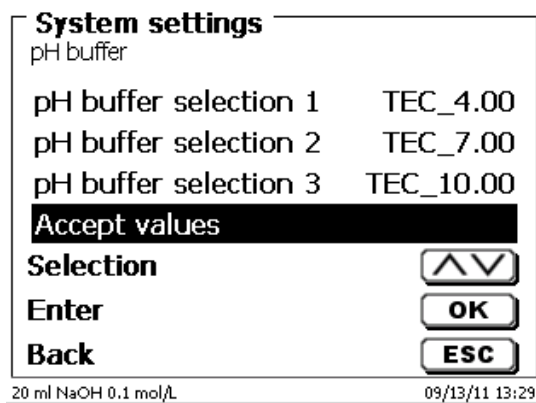 System settings
pH buffer
pH buffer selection 1 TEC_4.00
pH buffer selection 2 TEC_7.00
pH buffer selection 3 TEC_10.00
Accept values
Selection
Enter OK
Back ESC
20 ml NaOH 0.1 mol/L 09/13/11 13:29